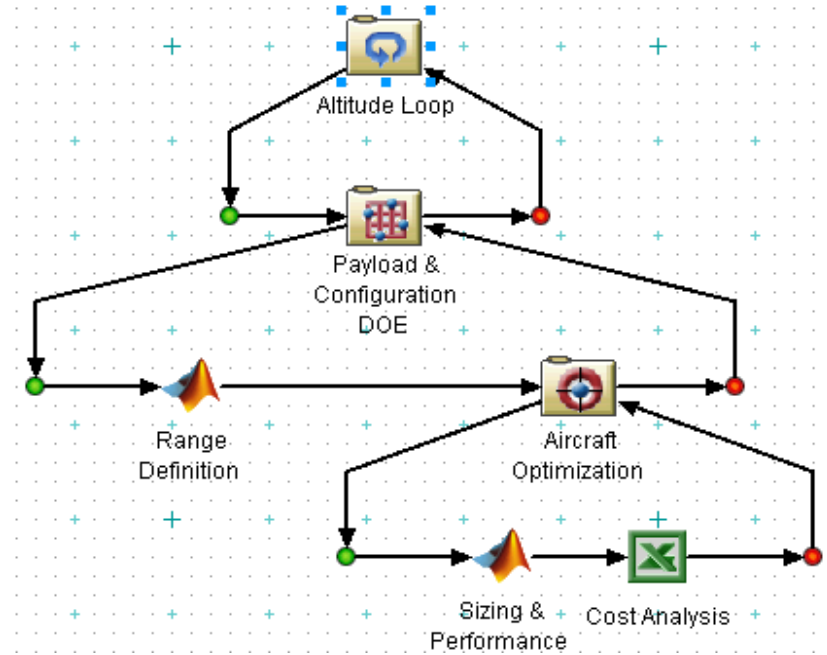 Altitude Loop
Payload &
Configuration
DOE
Range
Definition
Aircraft
Optimization
Sizing &
Performance
Cost Analysis